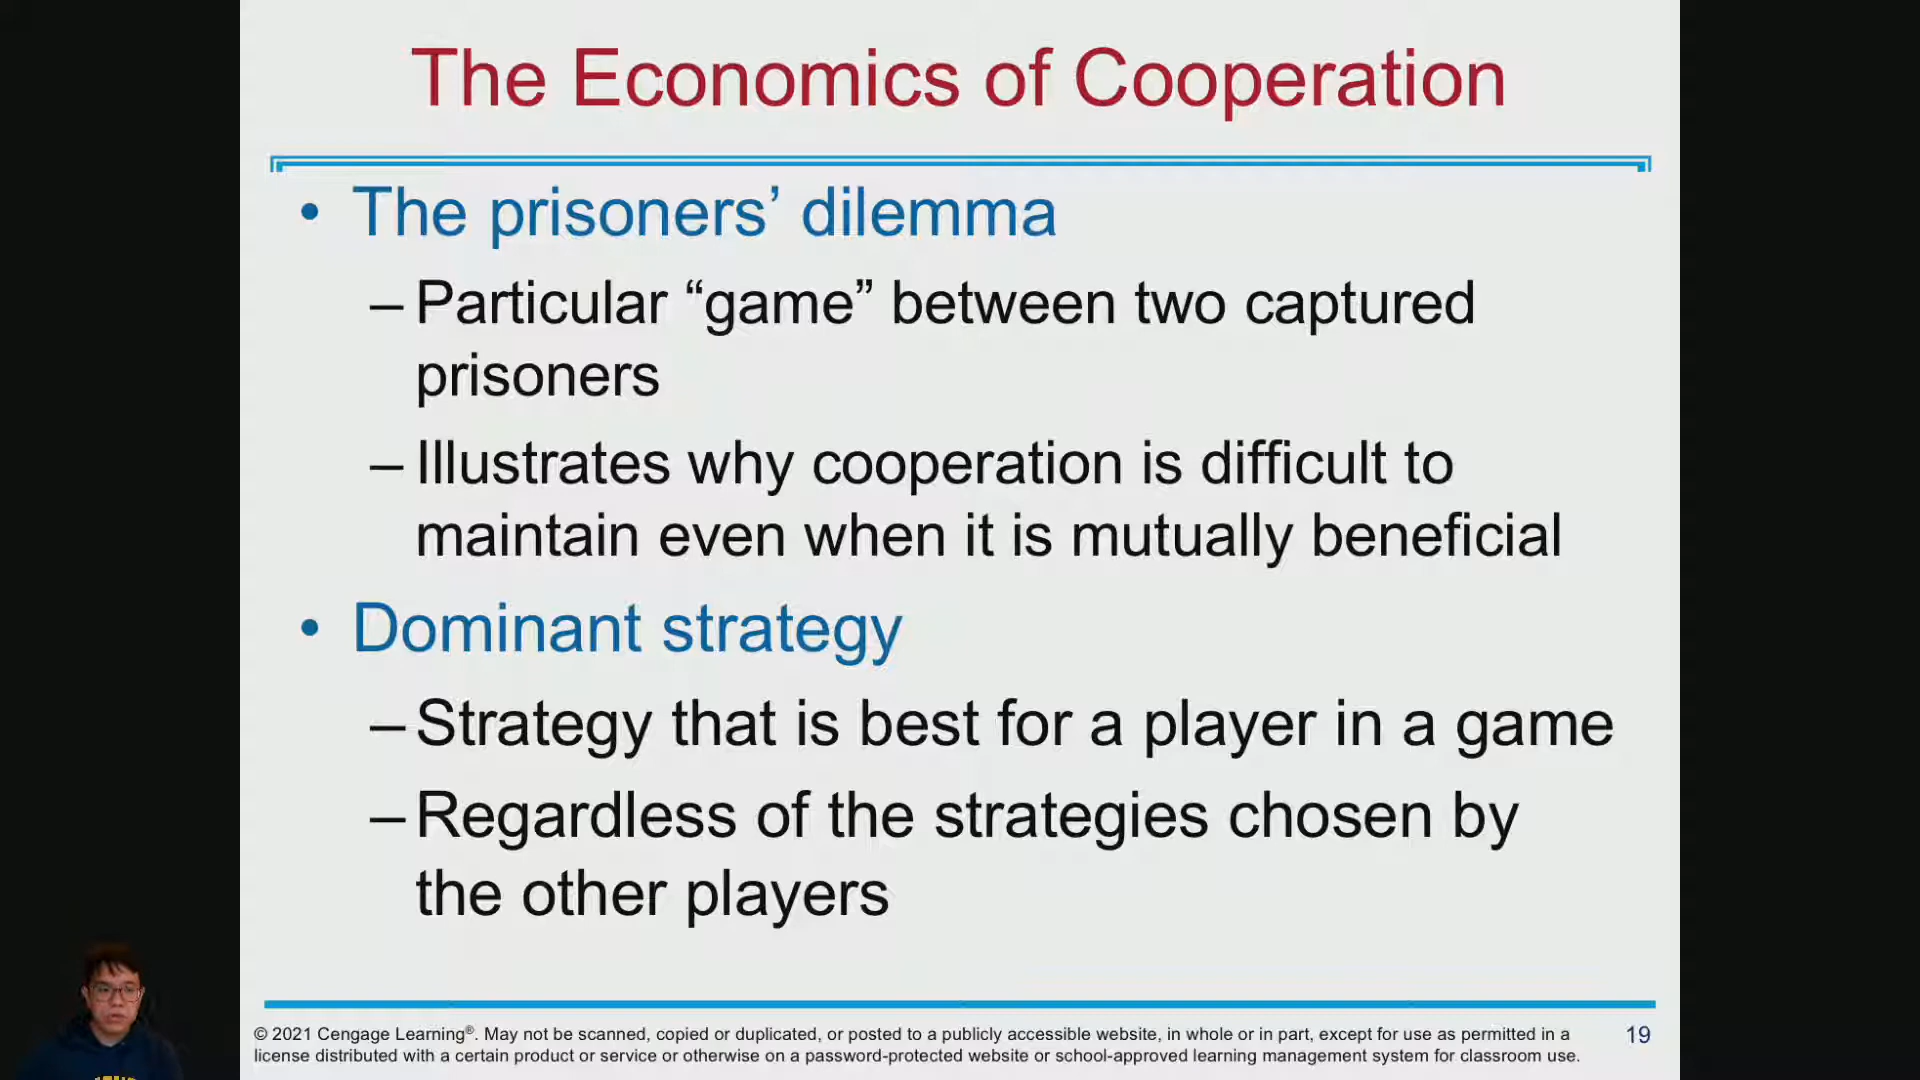 The Economics of Cooperation
• The prisoners’ dilemma
– Particular “game” between two captured
prisoners
– Illustrates why cooperation is difficult to
maintain even when it is mutually beneficial
• Dominant strategy
– Strategy that is best for a player in a game
– Regardless of the strategies chosen by
the other players
© 2021 Cengage Learning®. May not be scanned, copied or duplicated, or posted to a publicly accessible website, in whole or in part, except for use as permitted in a
license distributed with a certain product or service or otherwise on a password-protected website or school-approved learning management system for classroom use.
19